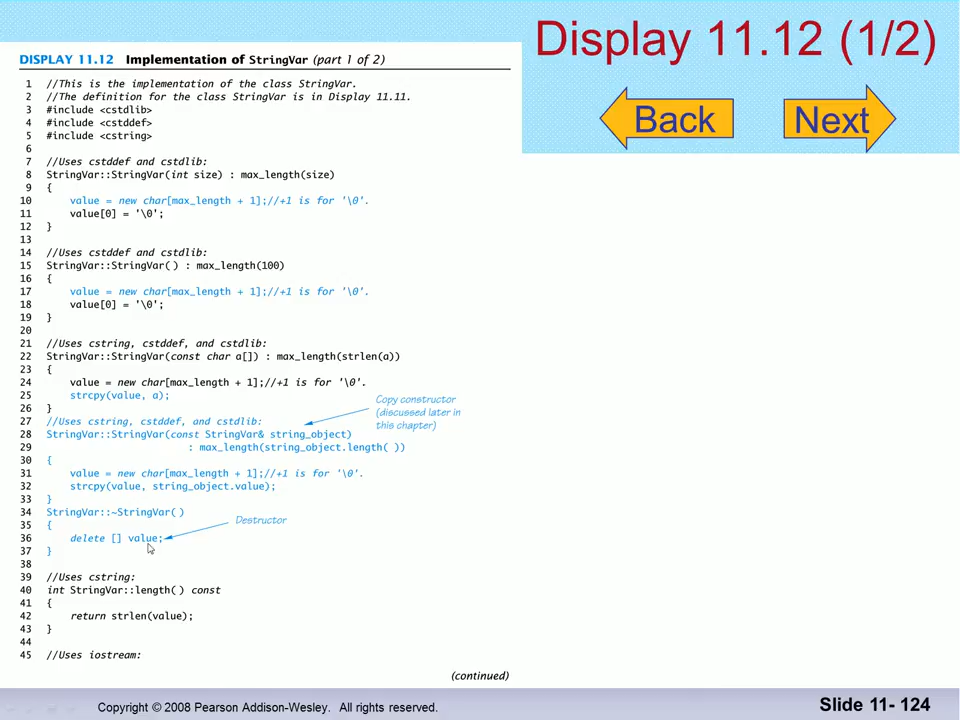 Display 11.12 (1/2)
Back
Next
DISPLAY 11.12 Implementation of StringVar (part 1 of 2)
1 //This is the implementation of the class StringVar.
2 //The definition for the class StringVar is in Display 11.11.
3 #include <cstdlib>
4 #include <cstddef>
5 #include <cstring>
6
7 //Uses cstddef and cstdlib:
8 StringVar::StringVar(int size) : max_length(size)
9 {
10 value = new char[max_length + 1];//+1 is for '\0'.
11 value[0] = '\0';
12 }
13
14 //Uses cstddef and cstdlib:
15 StringVar::StringVar( ) : max_length(100)
16 {
17 value = new char[max_length + 1];//+1 is for '\0'.
18 value[0] = '\0';
19 }
20
21 //Uses cstring, cstddef, and cstdlib:
22 StringVar::StringVar(const char a[]) : max_length(strlen(a))
23 {
24 value = new char[max_length + 1];//+1 is for '\0'.
25 strcpy(value, a);
26 }
Copy constructor
(discussed later in
this chapter)
27 //Uses cstring, cstddef, and cstdlib:
28 StringVar::StringVar(const StringVar& string_object)
29 : max_length(string_object.length( ))
30 {
31 value = new char[max_length + 1];//+1 is for '\0'.
32 strcpy(value, string_object.value);
33 }
34 StringVar::~StringVar( )
Destructor
35 {
36 delete [] value;
37 }
38
39 //Uses cstring:
40 int StringVar::length( ) const
41 {
42 return strlen(value);
43 }
44
45 //Uses iostream:
(continued)
Copyright © 2008 Pearson Addison-Wesley. All rights reserved.
Slide 11- 124